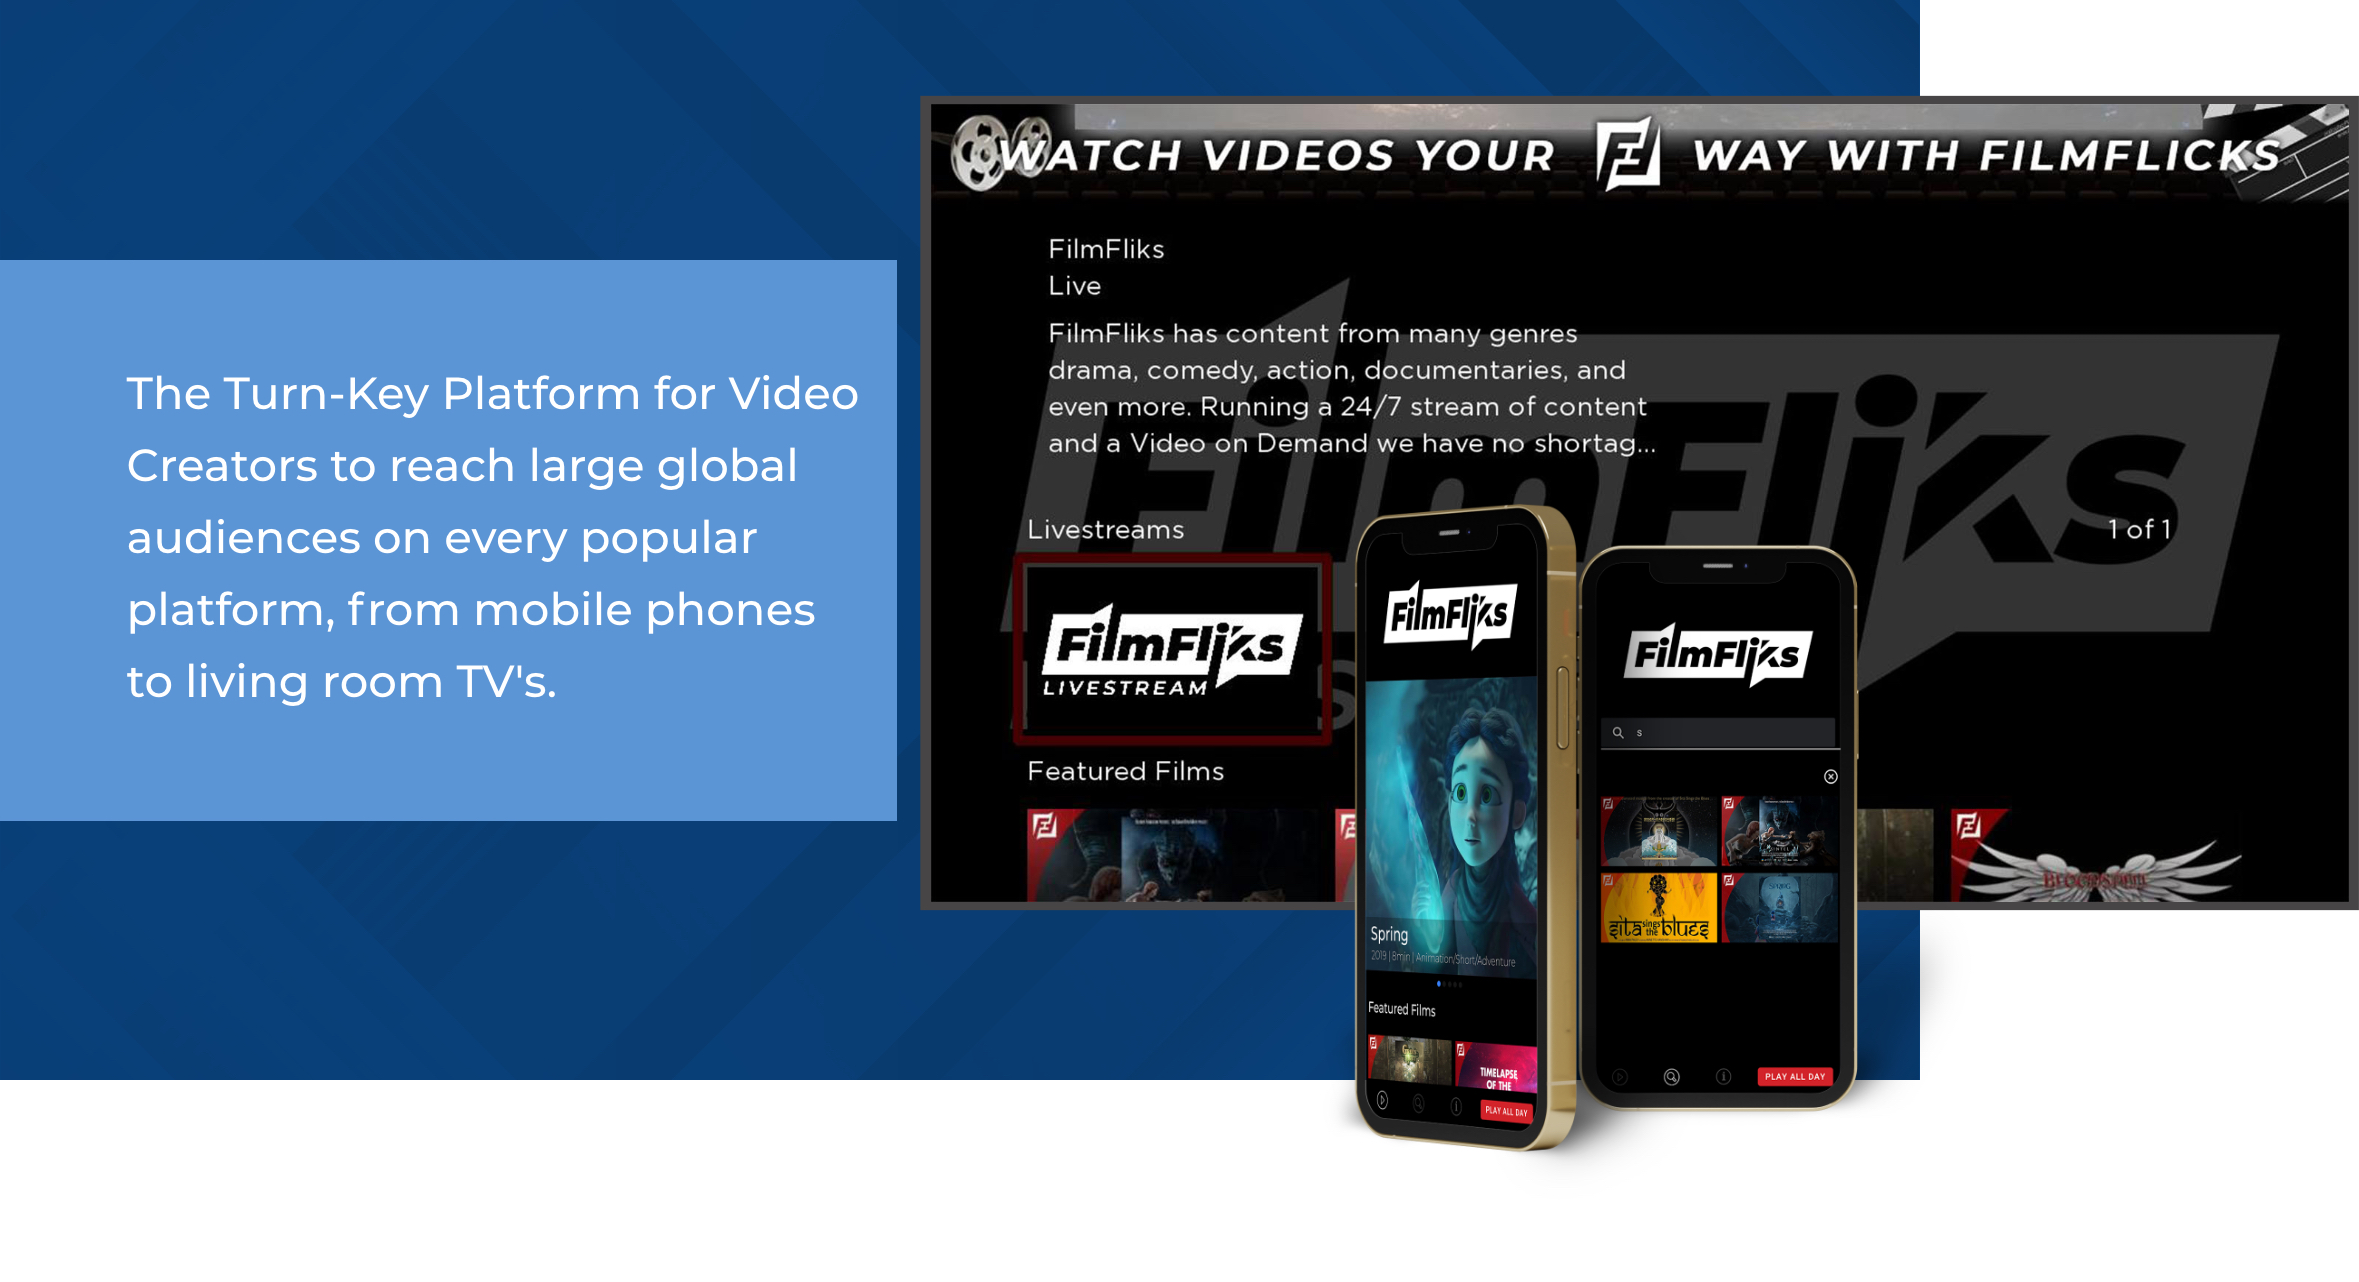 The Turn-Key Platform for Video
Creators to reach large global
audiences on every popular
platform, from mobile phones
to living room TV's.
WATCH VIDEOS YOUR WAY WITH FILMFLICKS
FilmFliks
Live
FilmFliks has content from many genres
drama, comedy, action, documentaries, and
even more. Running a 24/7 stream of content
and a Video on Demand we have no shortag...
FilmFliks
Livestreams
1 of 1
FilmFliks
LIVESTREAM
Featured Films
FilmFliks
Spring
2019 | 8min | Animation/Short/Adventure
Featured Films
TIMELAPSE
OF THE
PLAY ALL DAY
FilmFliks
s
SINTEL
sita sings the blues
SPRING
PLAY ALL DAY